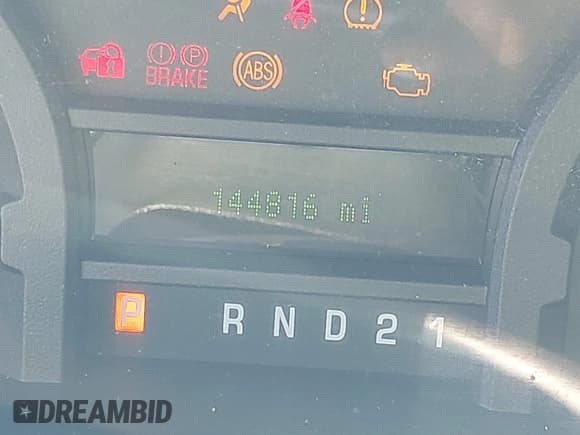 BRAKE ABS
144816 mi
P R N D 2 1
DREAMBID